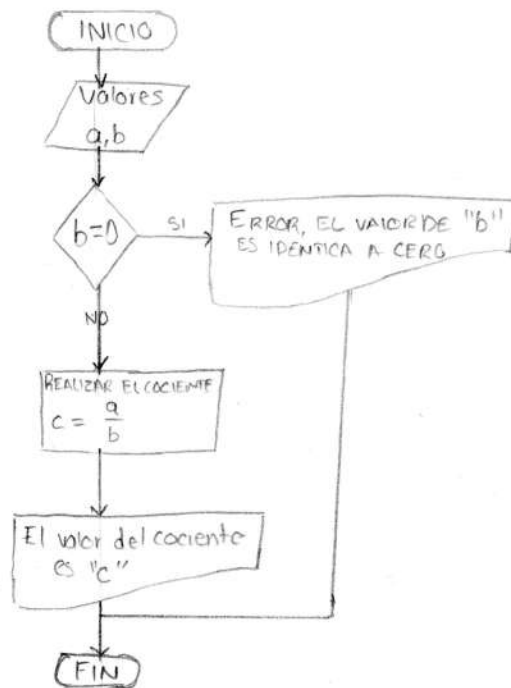 INICIO
Valores
a,b
b=0
SI
ERROR, EL VALOR DE "b"
ES IDENTICA A CERO
NO
REALIZAR EL COCIENTE
c = a/b
El valor del cociente
es "c"
FIN